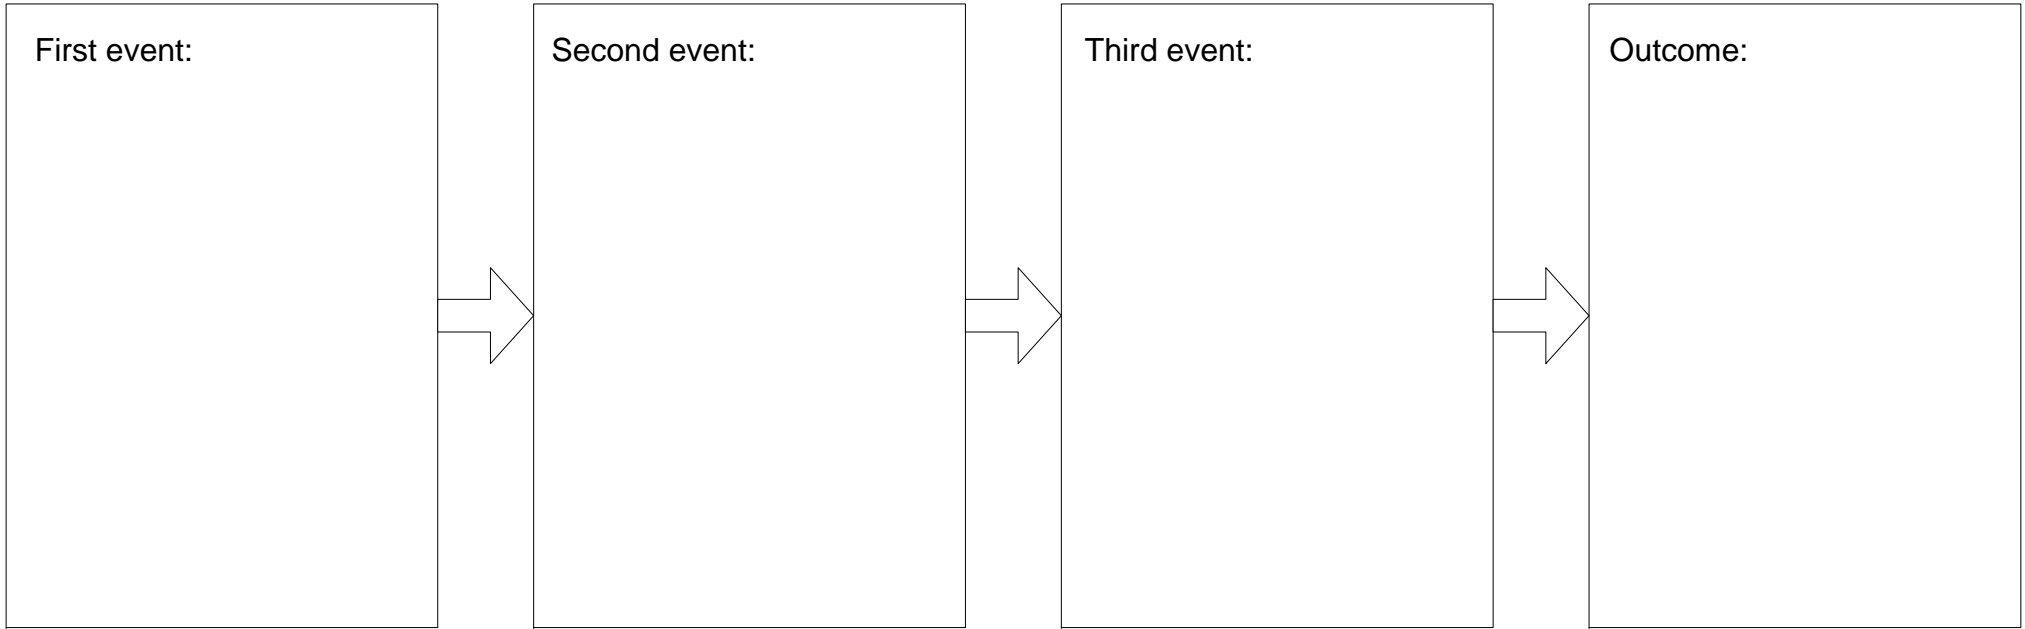 First event:
Second event:
Third event:
Outcome: